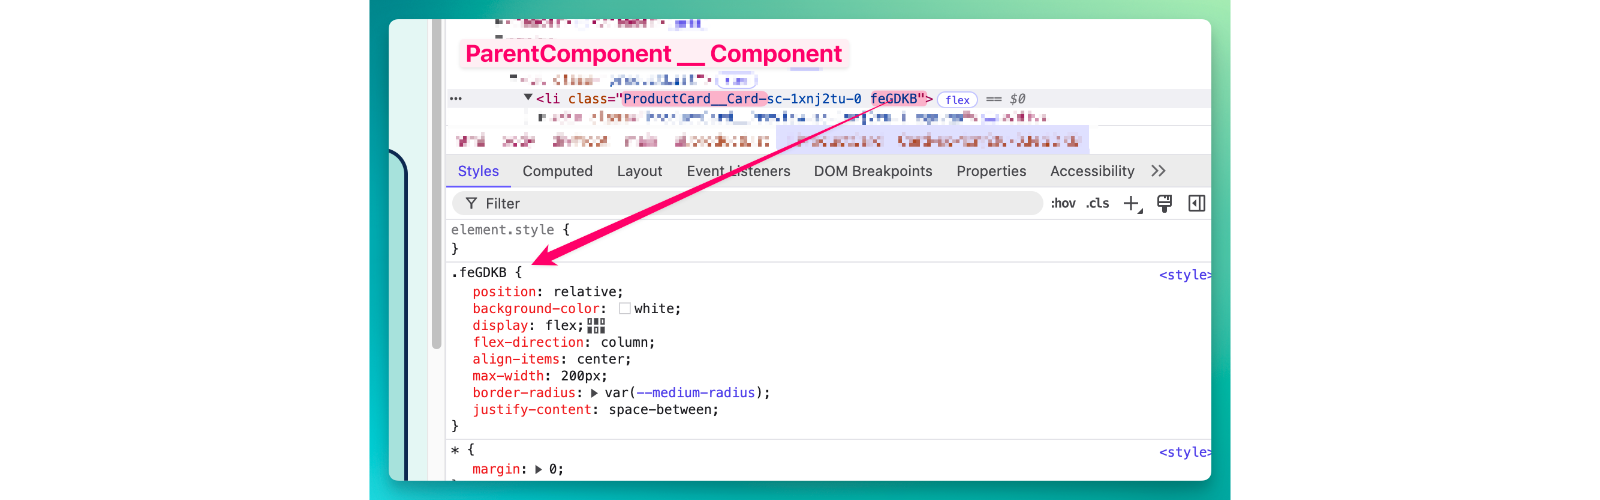 ParentComponent __ Component
··· ▼<li class="ProductCard__Card-sc-1xnj2tu-0 feGDKB"> flex == $0
Styles Computed Layout Event Listeners DOM Breakpoints Properties Accessibility
Filter :hov .cls
element.style {
}
.feGDKB { <style>
position: relative;
background-color: white;
display: flex;
flex-direction: column;
align-items: center;
max-width: 200px;
border-radius: ▶ var(--medium-radius);
justify-content: space-between;
}
* { <style>
margin: ▶ 0;